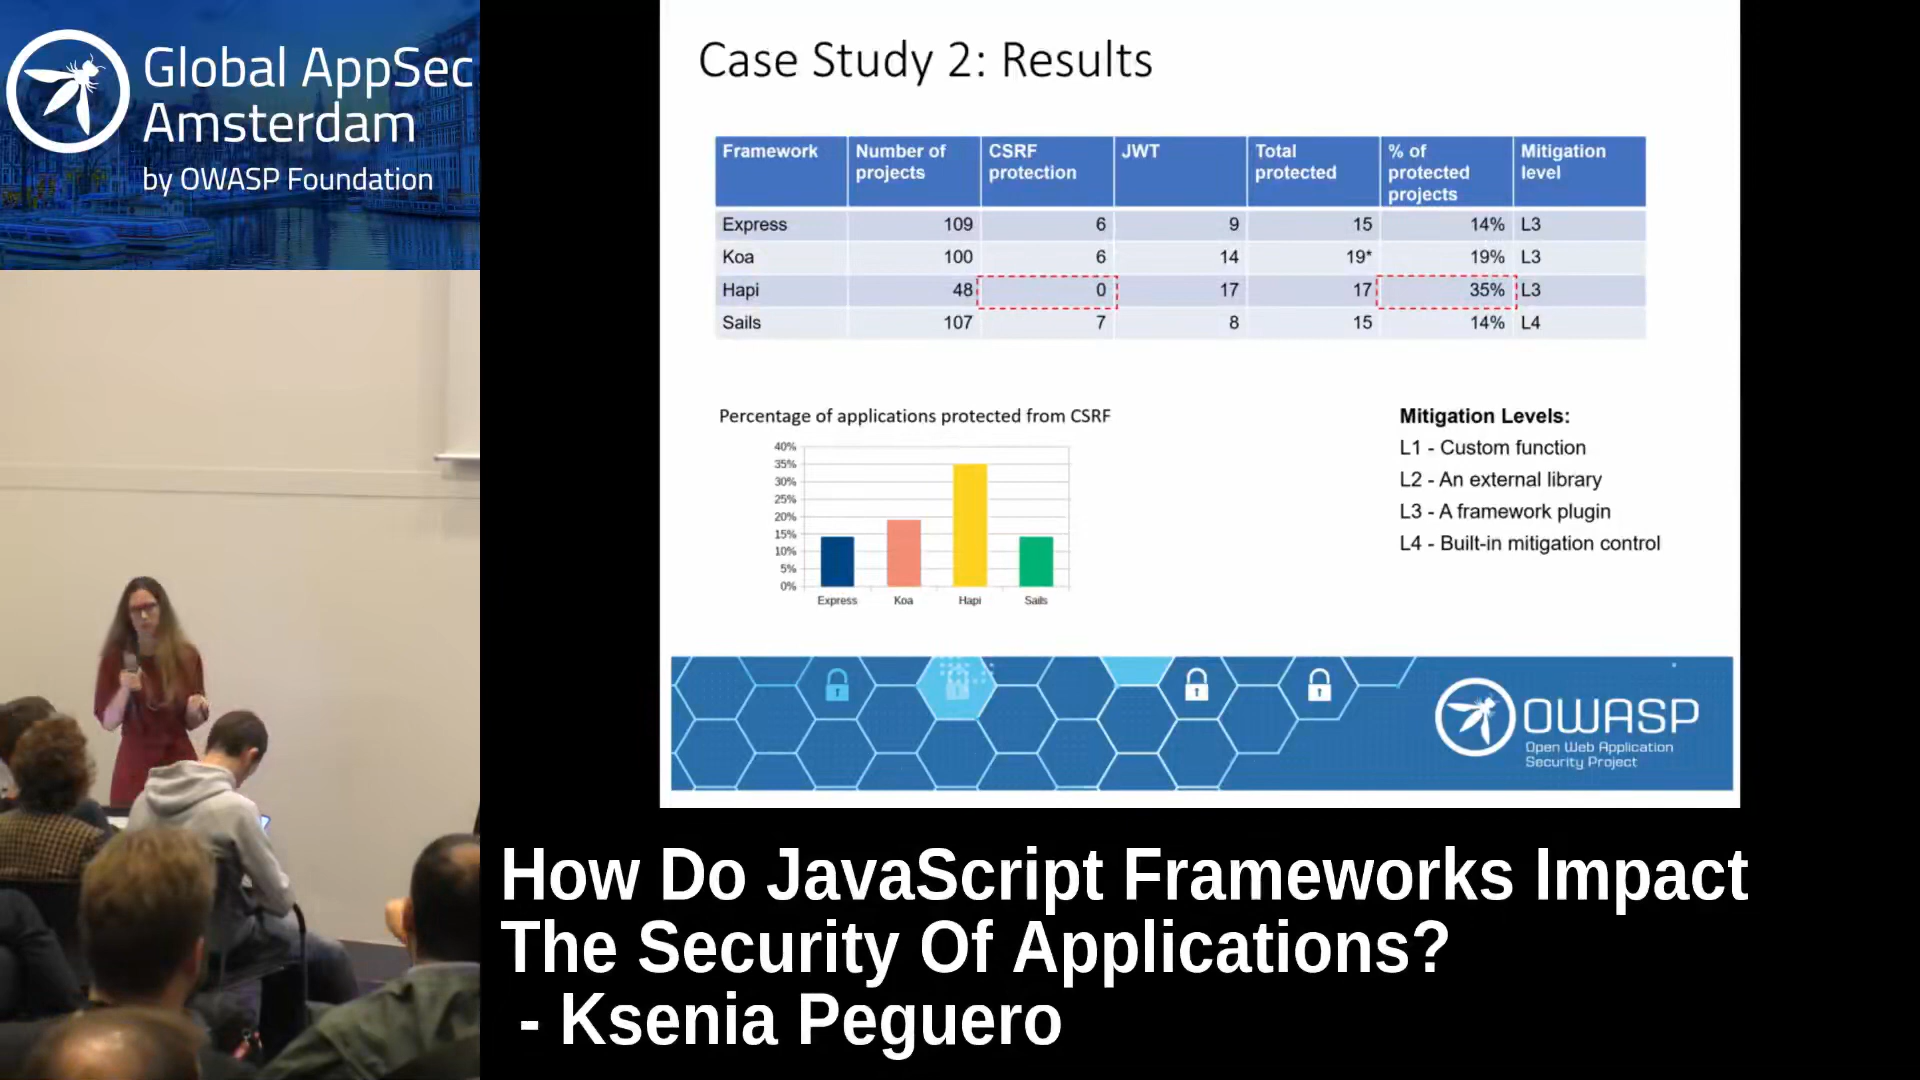 Global AppSec
Amsterdam
by OWASP Foundation
Case Study 2: Results
Framework Number of projects CSRF protection JWT Total protected % of protected projects Mitigation level
Express 109 6 9 15 14% L3
Koa 100 6 14 19* 19% L3
Hapi 48 0 17 17 35% L3
Sails 107 7 8 15 14% L4
Percentage of applications protected from CSRF
40%
35%
30%
25%
20%
15%
10%
5%
0%
Express Koa Hapi Sails
Mitigation Levels:
L1 - Custom function
L2 - An external library
L3 - A framework plugin
L4 - Built-in mitigation control
OWASP
Open Web Application
Security Project
How Do JavaScript Frameworks Impact
The Security Of Applications?
- Ksenia Peguero